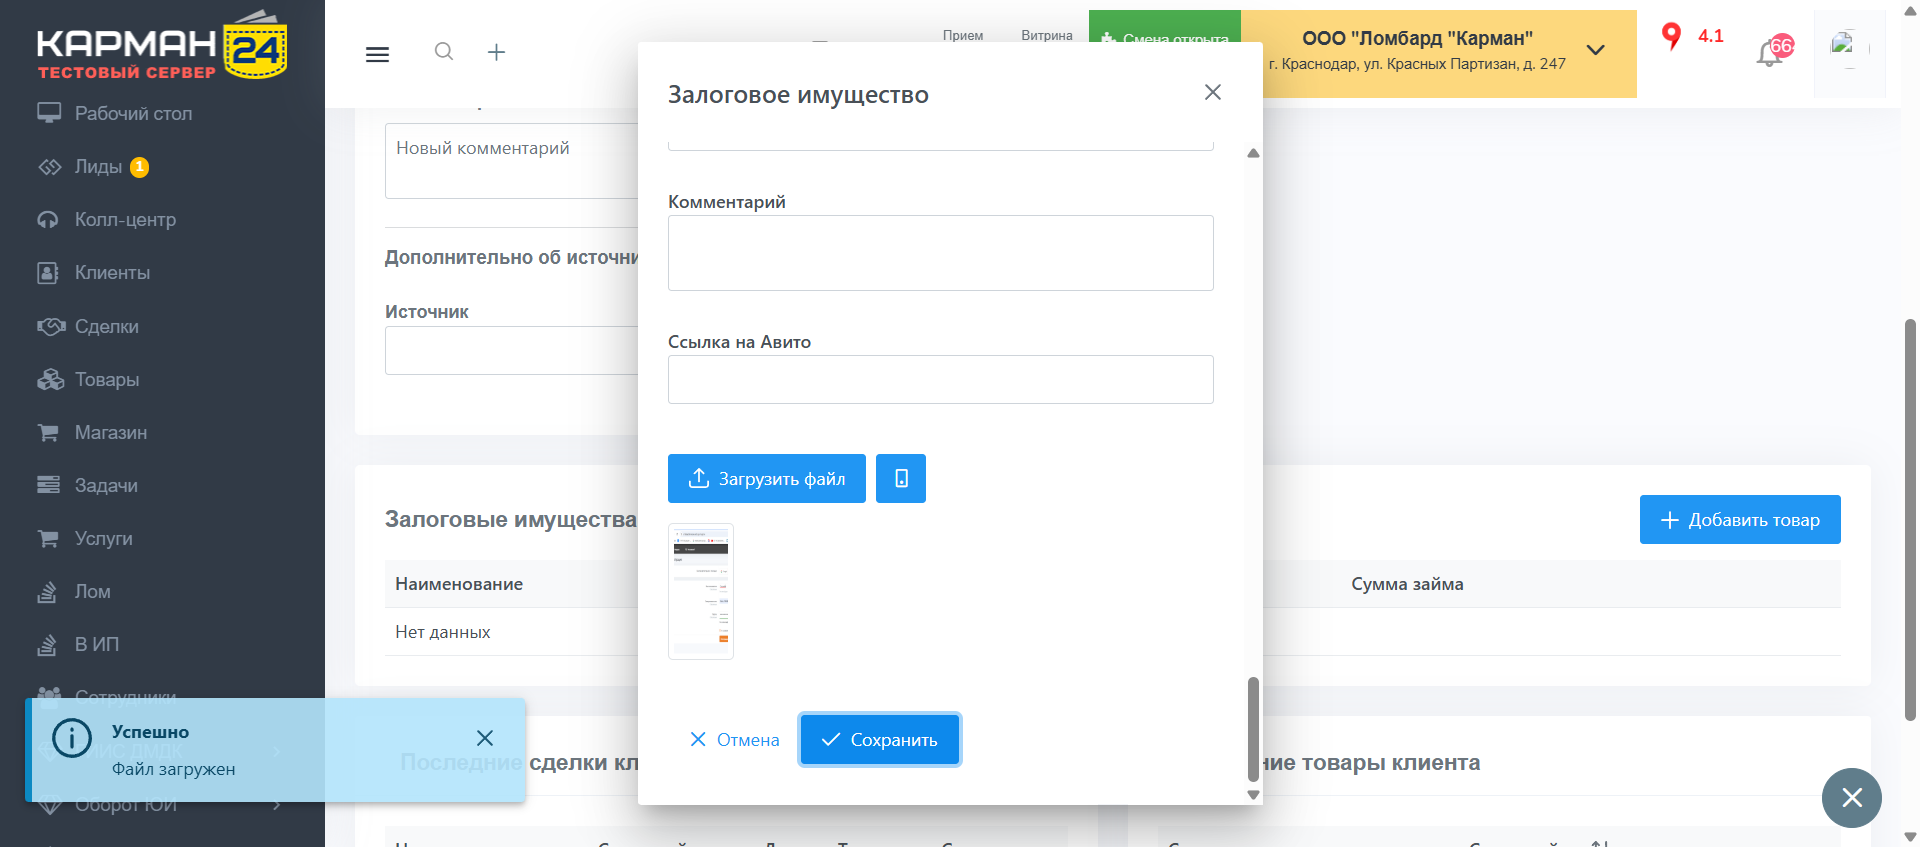 КАРМАН 24
ТЕСТОВЫЙ СЕРВЕР
Рабочий стол
Лиды 1
Колл-центр
Клиенты
Сделки
Товары
Магазин
Задачи
Услуги
Лом
В ИП
Сотрудники
Оборот ЮИ
Успешно
Файл загружен
Прием
Витрина
Смена открыта
ООО "Ломбард "Карман"
г. Краснодар, ул. Красных Партизан, д. 247
4.1
66
Новый комментарий
Дополнительно об источни
Источник
Залоговые имущества
Добавить товар
Наименование
Сумма займа
Нет данных
Последние сделки кл
ние товары клиента
Залоговое имущество
Комментарий
Ссылка на Авито
Загрузить файл
Отмена
Сохранить